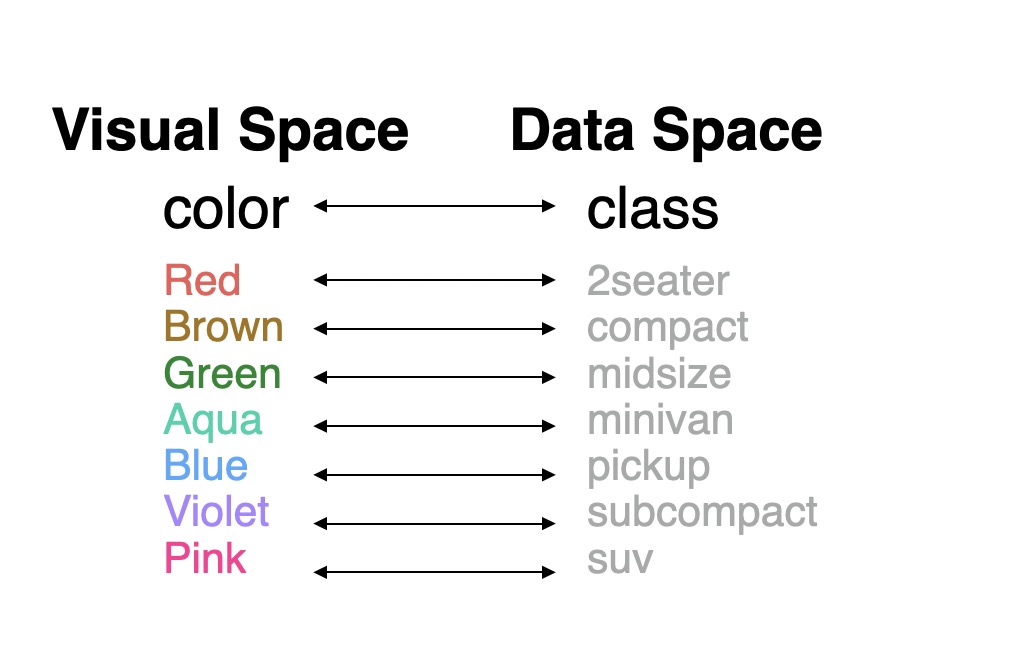 Visual Space Data Space
color class
Red 2seater
Brown compact
Green midsize
Aqua minivan
Blue pickup
Violet subcompact
Pink suv